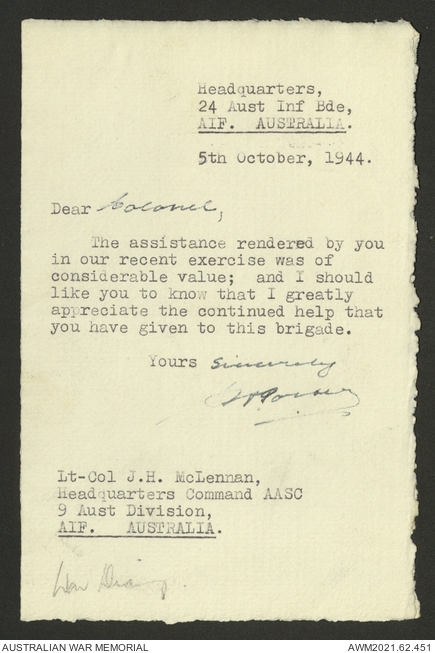 Headquarters,
24 Aust Inf Bde,
AIF. AUSTRALIA.
5th October, 1944.
Dear Colonel,
The assistance rendered by you
in our recent exercise was of
considerable value; and I should
like you to know that I greatly
appreciate the continued help that
you have given to this brigade.
Yours sincerely
Lt-Col J.H. McLennan,
Headquarters Command AASC
9 Aust Division,
AIF. AUSTRALIA.
War Diary.
AUSTRALIAN WAR MEMORIAL
AWM2021.62.451